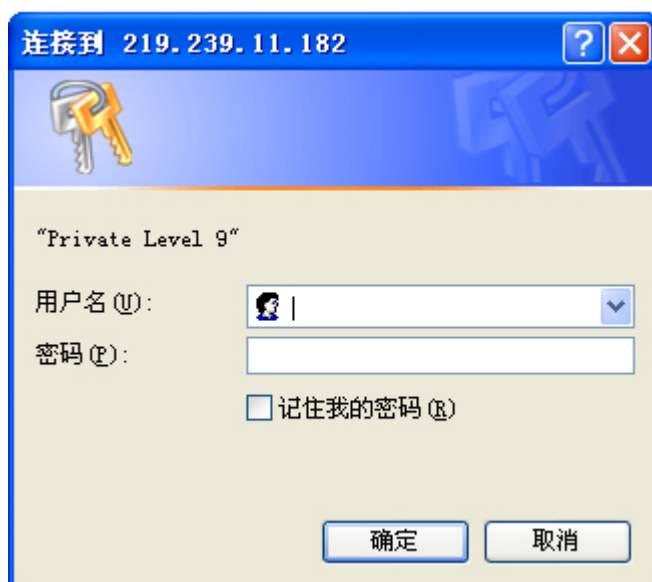 连接到 219.239.11.182
"Private Level 9"
用户名(U):
密码(P):
记住我的密码(R)
确定 取消